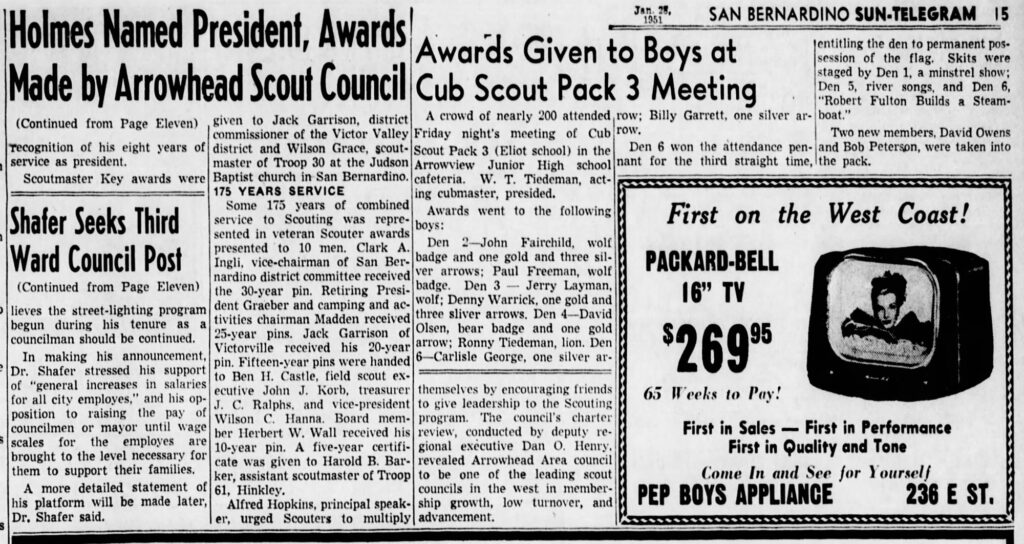 Jan. 28,
1951
SAN BERNARDINO SUN-TELEGRAM 15
Holmes Named President, Awards
Made by Arrowhead Scout Council
(Continued from Page Eleven)
recognition of his eight years of
service as president.
Scoutmaster Key awards were
given to Jack Garrison, district
commissioner of the Victor Valley
district and Wilson Grace, scout-
master of Troop 30 at the Judson
Baptist church in San Bernardino.
175 YEARS SERVICE
Some 175 years of combined
service to Scouting was repre-
sented in veteran Scouter awards
presented to 10 men. Clark A.
Ingli, vice-chairman of San Ber-
nardino district committee received
the 30-year pin. Retiring Presi-
dent Graeber and camping and ac-
tivities chairman Madden received
25-year pins. Jack Garrison of
Victorville received his 20-year
pin. Fifteen-year pins were handed
to Ben H. Castle, field scout ex-
ecutive John J. Korb, treasurer
J. C. Ralphs, and vice-president
Wilson C. Hanna. Board mem-
ber Herbert W. Wall received his
10-year pin. A five-year certifi-
cate was given to Harold B. Bar-
ker, assistant scoutmaster of Troop
61, Hinkley.
Alfred Hopkins, principal speak-
er, urged Scouters to multiply
themselves by encouraging friends
to give leadership to the Scouting
program. The council's charter
review, conducted by deputy re-
gional executive Dan O. Henry,
revealed Arrowhead Area council
to be one of the leading scout
councils in the west in member-
ship growth, low turnover, and
advancement.
Shafer Seeks Third
Ward Council Post
(Continued From Page Eleven)
lieves the street-lighting program
begun during his tenure as a
councilman should be continued.
In making his announcement,
Dr. Shafer stressed his support
of "general increases in salaries
for all city employes," and his op-
position to raising the pay of
councilmen or mayor until wage
scales for the employes are
brought to the level necessary for
them to support their families.
A more detailed statement of
his platform will be made later,
Dr. Shafer said.
Awards Given to Boys at
Cub Scout Pack 3 Meeting
A crowd of nearly 200 attended
Friday night's meeting of Cub
Scout Pack 3 (Eliot school) in the
Arrowview Junior High school
cafeteria. W. T. Tiedeman, act-
ing cubmaster, presided.
Awards went to the following
boys:
Den 2—John Fairchild, wolf
badge and one gold and three sil-
ver arrows; Paul Freeman, wolf
badge. Den 3 — Jerry Layman,
wolf; Denny Warrick, one gold and
three sliver arrows. Den 4—David
Olsen, bear badge and one gold
arrow; Ronny Tiedeman, lion. Den
6—Carlisle George, one silver ar-
row; Billy Garrett, one silver ar-
row.
Den 6 won the attendance pen-
nant for the third straight time,
entitling the den to permanent pos-
session of the flag. Skits were
staged by Den 1, a minstrel show;
Den 5, river songs, and Den 6,
"Robert Fulton Builds a Steam-
boat."
Two new members, David Owens
and Bob Peterson, were taken into
the pack.
First on the West Coast!
PACKARD-BELL
16" TV
$269.95
65 Weeks to Pay!
First in Sales — First in Performance
First in Quality and Tone
Come In and See for Yourself
PEP BOYS APPLIANCE 236 E ST.